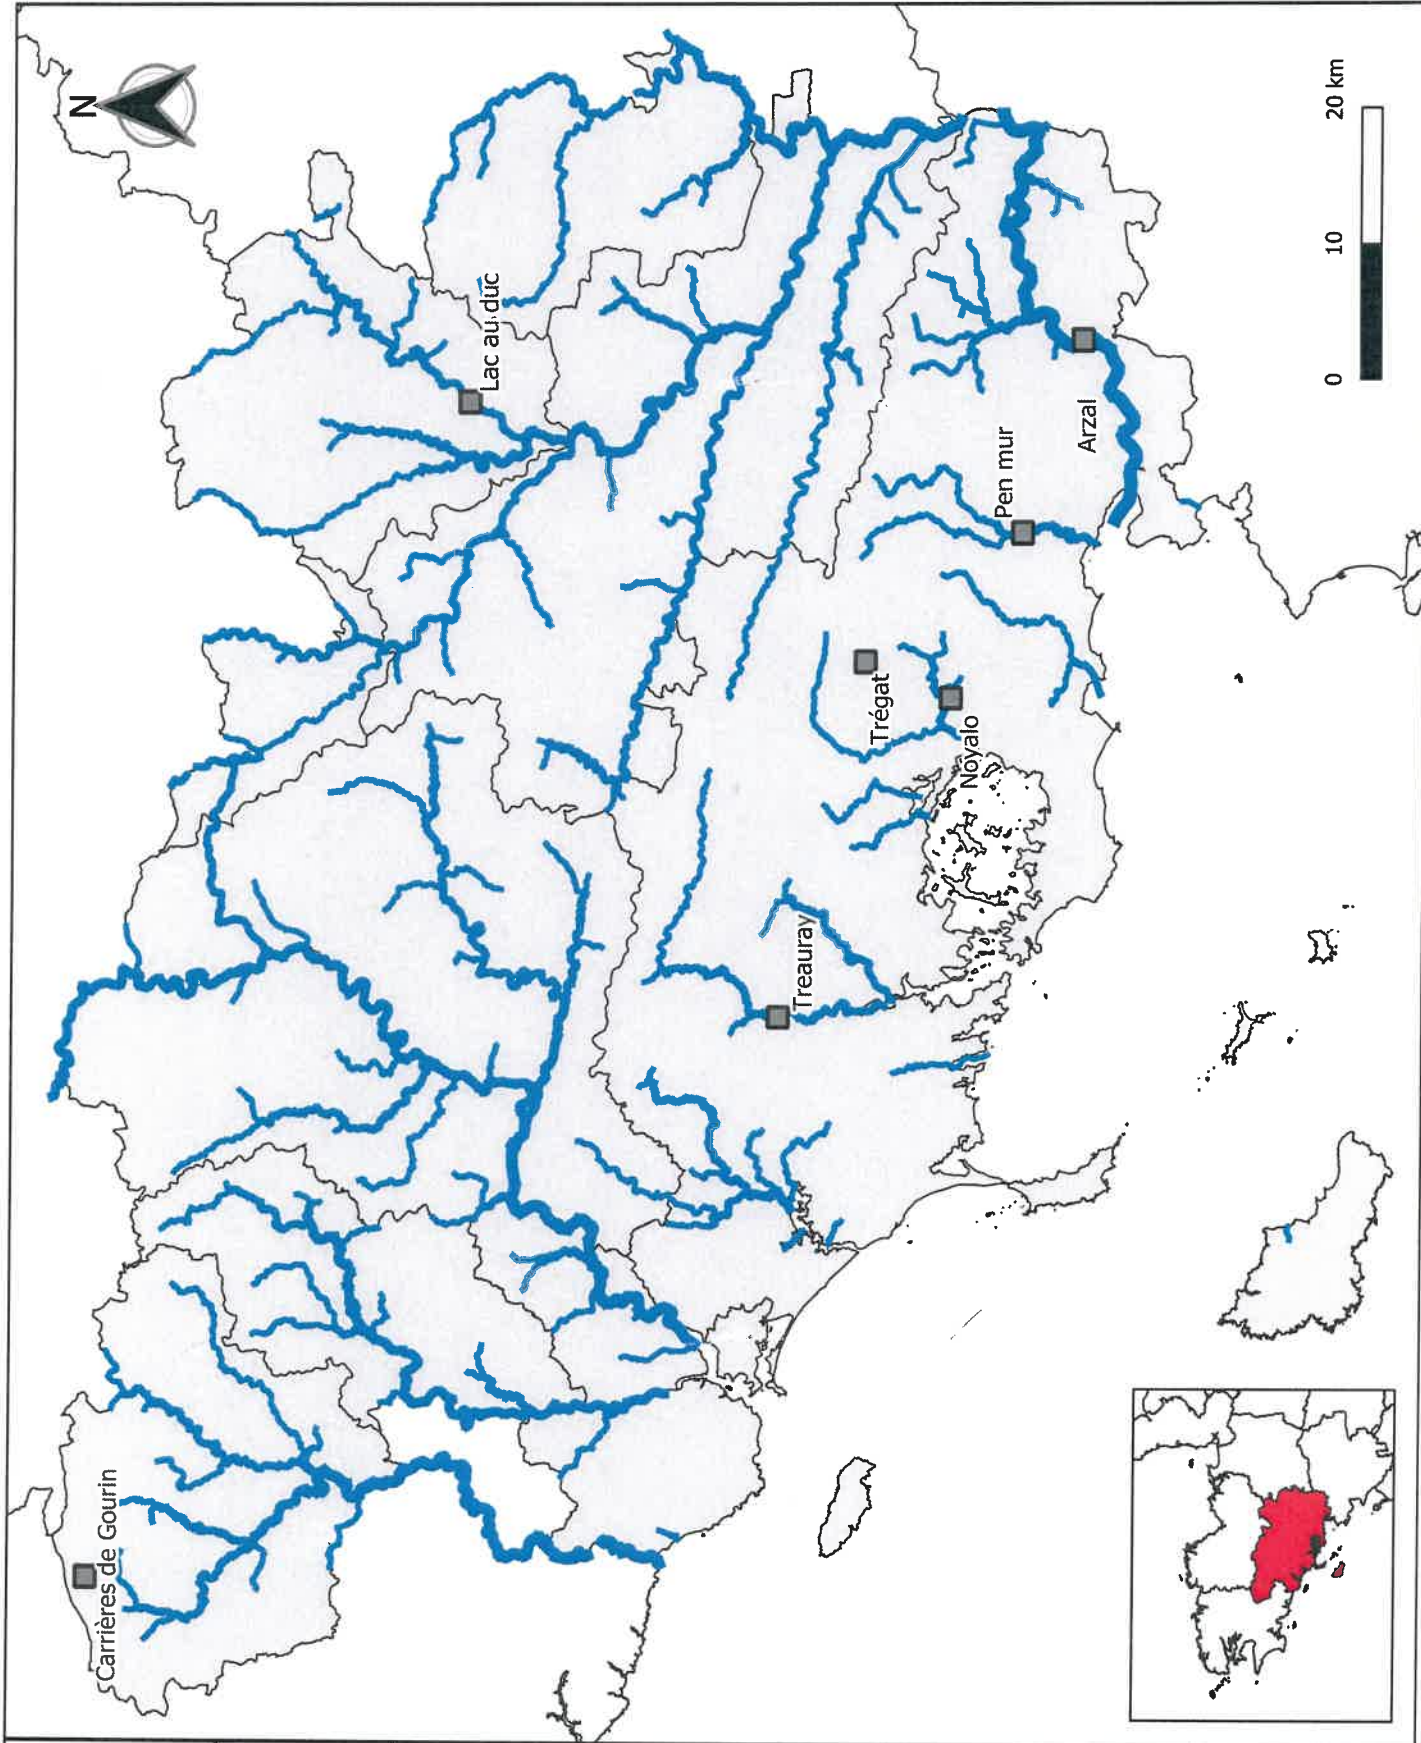 N
Carrières de Gourin
Lac au duc
Treauray
Trégat
Noyalo
Pen mur
Arzal
0 10 20 km